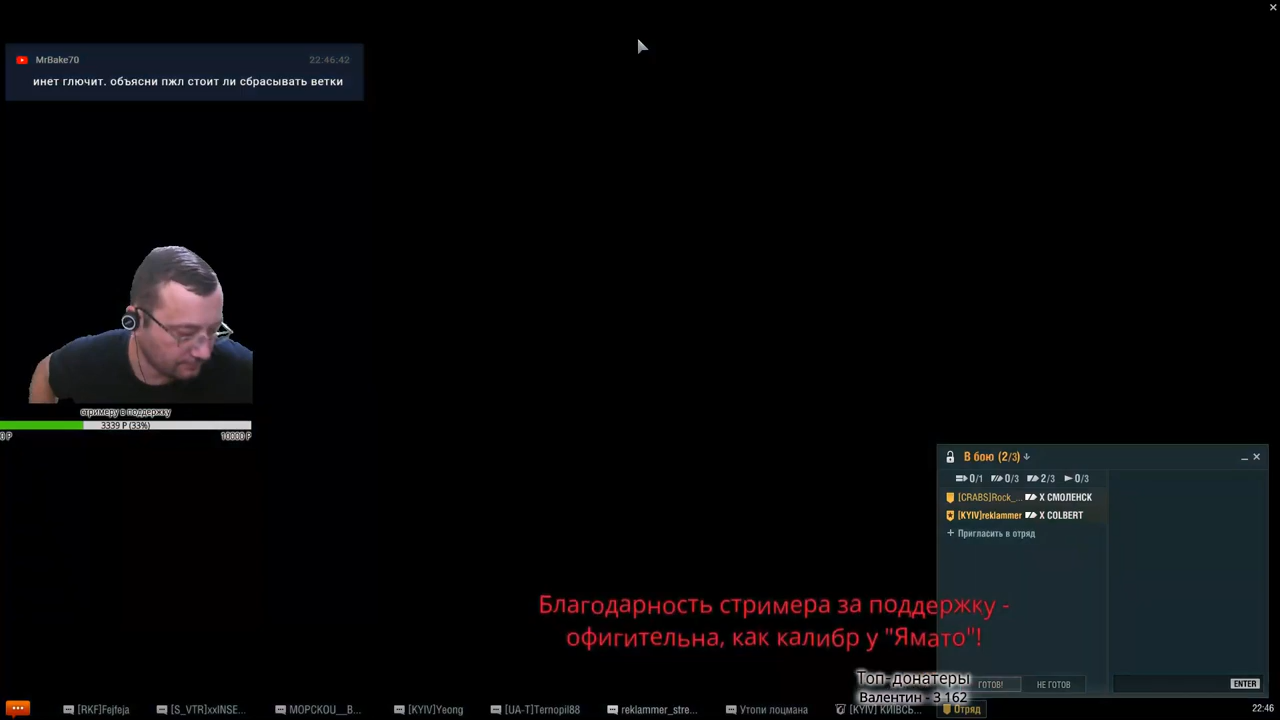 MrBake70 22:46:42
инет глючит. объясни пжл стоит ли сбрасывать ветки
стримеру в поддержку
3339 Р (33%)
0 Р 10000 Р
В бою (2/3)
0/1 0/3 2/3 0/3
[CRABS]Rock_... X СМОЛЕНСК
[KYIV]reklammer X COLBERT
+ Пригласить в отряд
Благодарность стримера за поддержку -
офигительна, как калибр у "Ямато"!
Топ-донатеры
Валентин - 3 162
ГОТОВ! НЕ ГОТОВ ENTER
[RKF]Fejfeja [S_VTR]xxINSE... МОРСКОU__В... [KYIV]Yeong [UA-T]Ternopil88 reklammer_stre... Утопи лоцмана [KYIV] КИЇВСЬ... Отряд 22:46